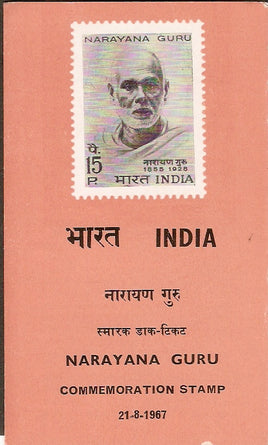 NARAYANA GURU
पै.
15
P.
नारायण गुरु
1855 1928
भारत INDIA
भारत INDIA
नारायण गुरु
स्मारक डाक-टिकट
NARAYANA GURU
COMMEMORATION STAMP
21-8-1967